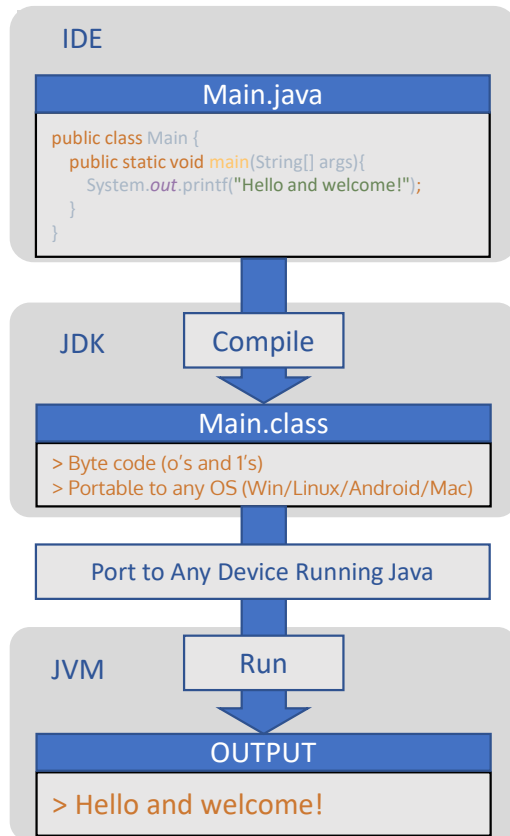 IDE
Main.java
public class Main {
public static void main(String[] args){
System.out.printf("Hello and welcome!");
}
}
JDK
Compile
Main.class
> Byte code (o's and 1's)
> Portable to any OS (Win/Linux/Android/Mac)
Port to Any Device Running Java
JVM
Run
OUTPUT
> Hello and welcome!